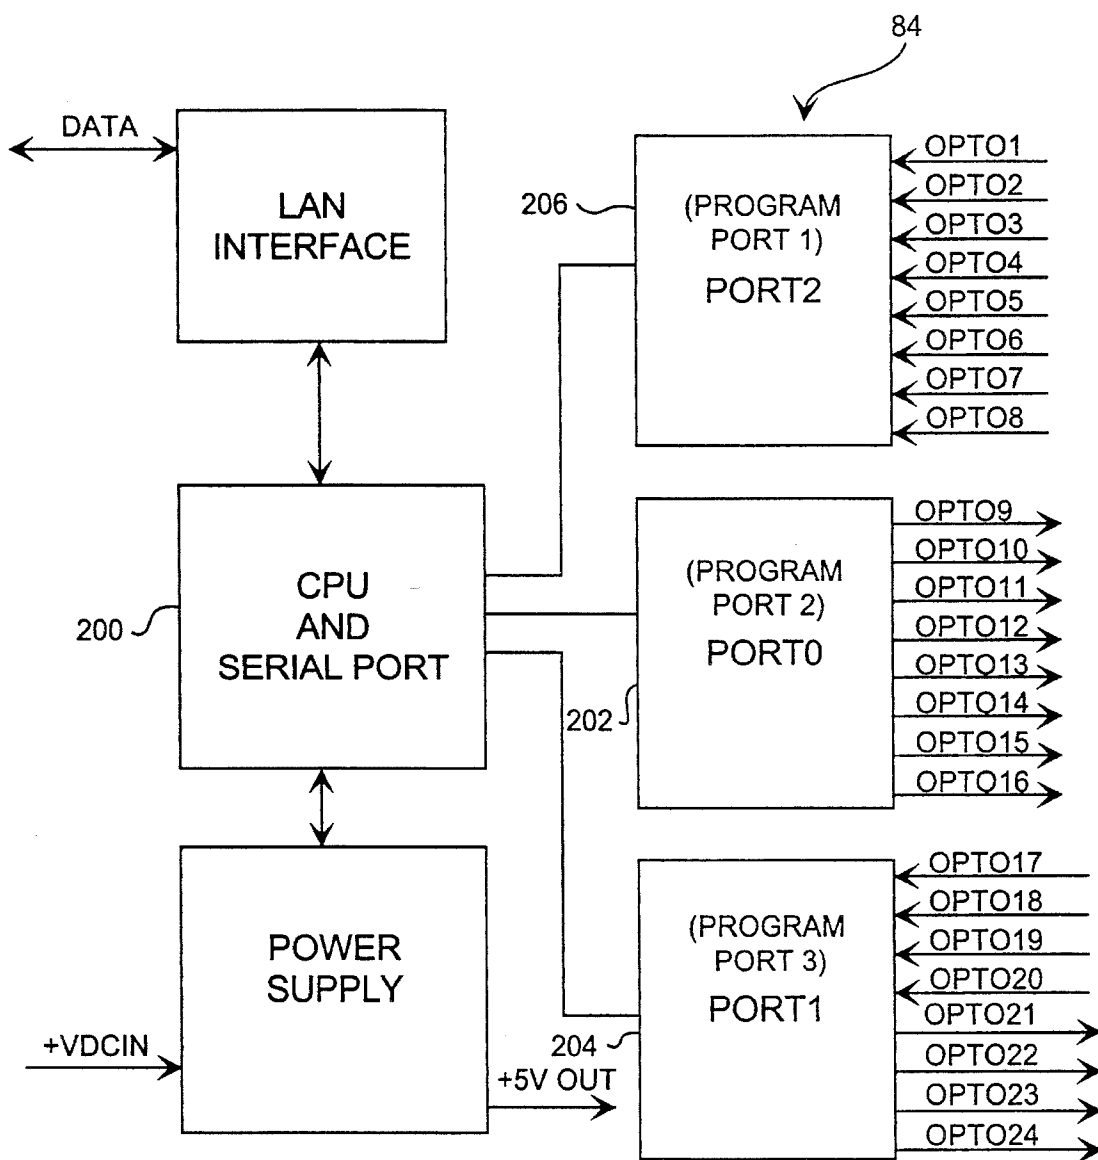 84
DATA
LAN
INTERFACE
206
(PROGRAM
PORT 1)
PORT2
OPTO1
OPTO2
OPTO3
OPTO4
OPTO5
OPTO6
OPTO7
OPTO8
200
CPU
AND
SERIAL PORT
(PROGRAM
PORT 2)
PORT0
202
OPTO9
OPTO10
OPTO11
OPTO12
OPTO13
OPTO14
OPTO15
OPTO16
POWER
SUPPLY
+VDCIN
+5V OUT
(PROGRAM
PORT 3)
PORT1
204
OPTO17
OPTO18
OPTO19
OPTO20
OPTO21
OPTO22
OPTO23
OPTO24